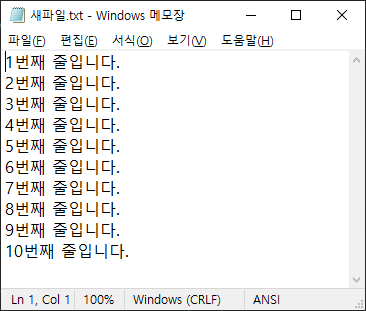 새파일.txt - Windows 메모장
파일(F) 편집(E) 서식(O) 보기(V) 도움말(H)
1번째 줄입니다.
2번째 줄입니다.
3번째 줄입니다.
4번째 줄입니다.
5번째 줄입니다.
6번째 줄입니다.
7번째 줄입니다.
8번째 줄입니다.
9번째 줄입니다.
10번째 줄입니다.
Ln 1, Col 1 100% Windows (CRLF) ANSI